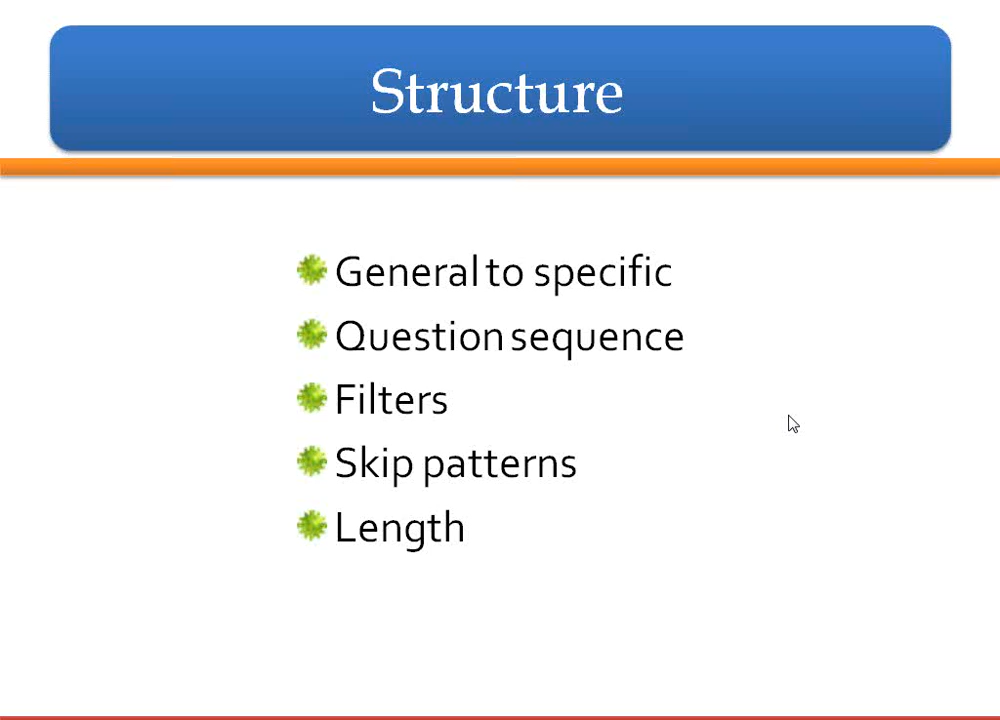 Structure
General to specific
Question sequence
Filters
Skip patterns
Length